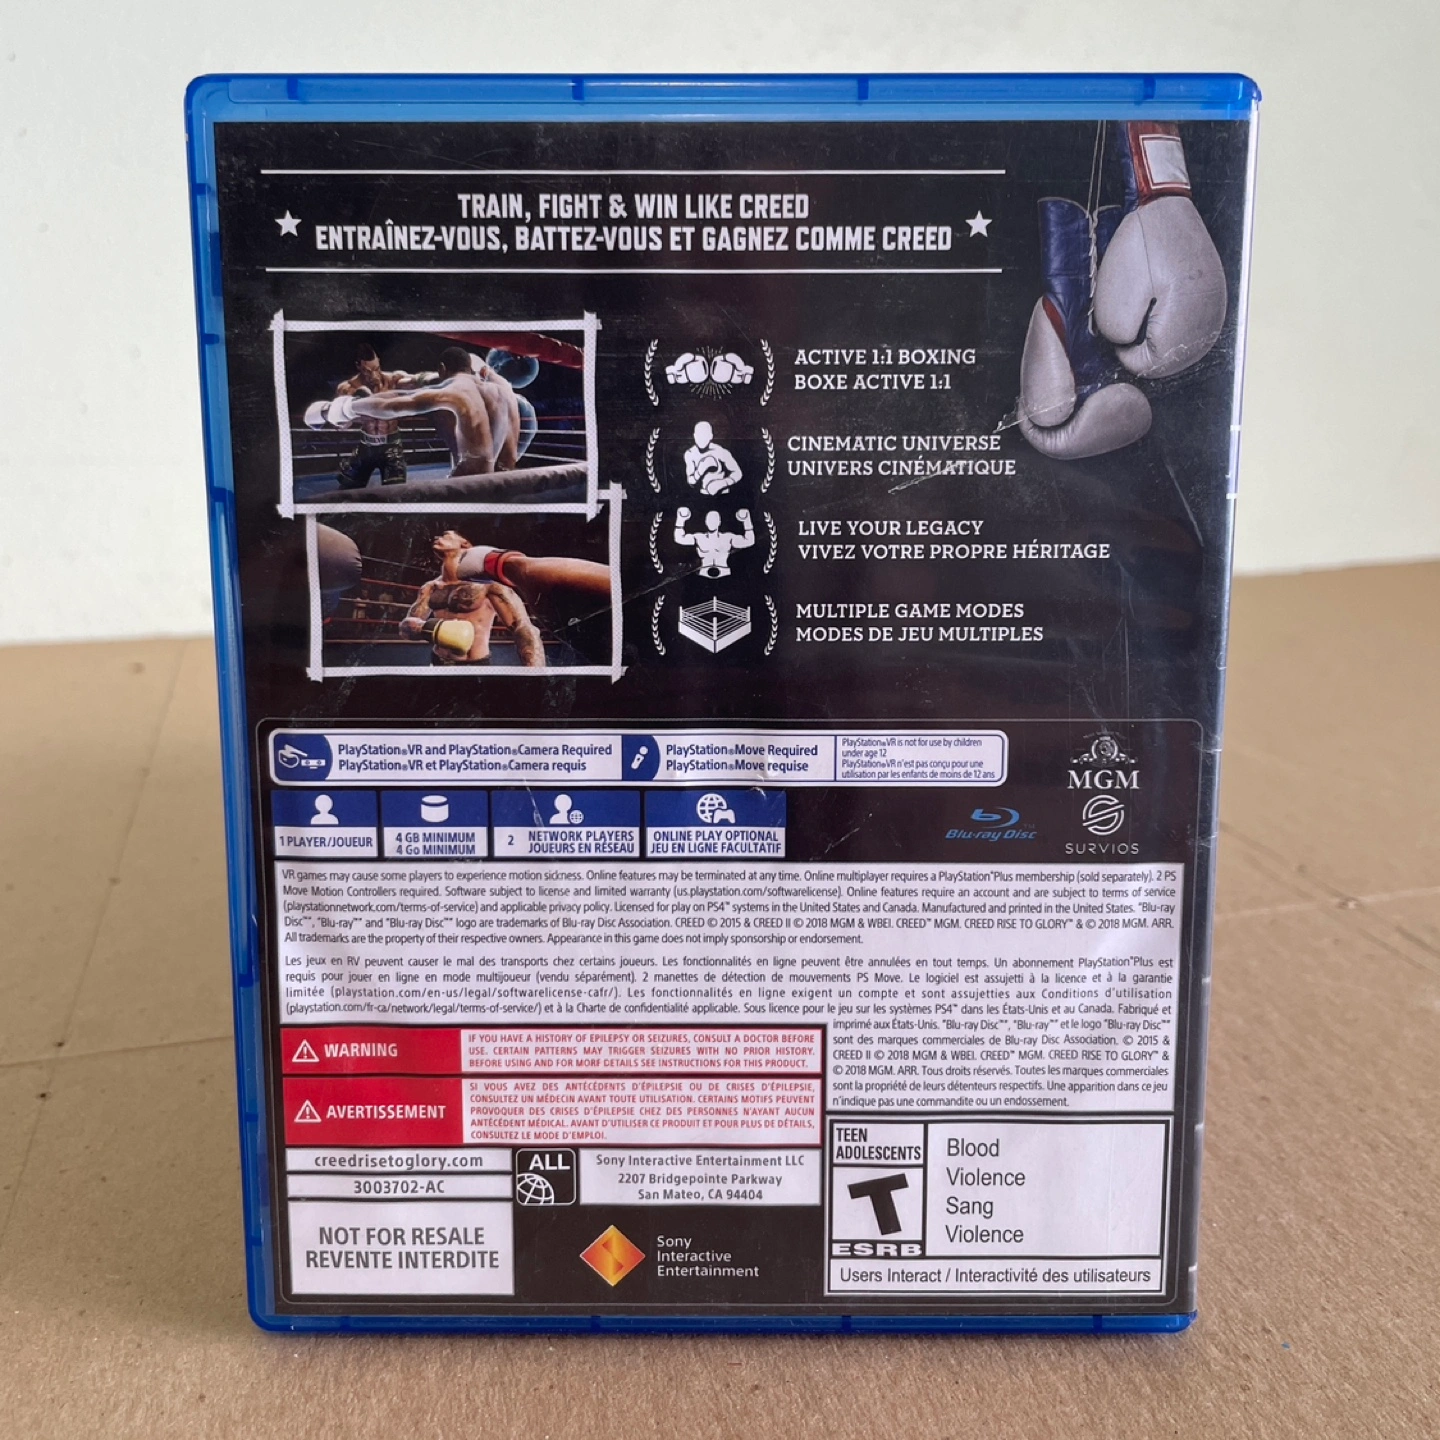 TRAIN, FIGHT & WIN LIKE CREED
ENTRAÎNEZ-VOUS, BATTEZ-VOUS ET GAGNEZ COMME CREED
ACTIVE 1:1 BOXING
BOXE ACTIVE 1:1
CINEMATIC UNIVERSE
UNIVERS CINÉMATIQUE
LIVE YOUR LEGACY
VIVEZ VOTRE PROPRE HÉRITAGE
MULTIPLE GAME MODES
MODES DE JEU MULTIPLES
PlayStation®VR and PlayStation®Camera Required
PlayStation®VR et PlayStation®Camera requis
PlayStation®Move Required
PlayStation®Move requise
PlayStation®VR is not for use by children
under age 12
PlayStation®VR n'est pas conçu pour une
utilisation par les enfants de moins de 12 ans
MGM
1 PLAYER/JOUEUR
4 GB MINIMUM
4 Go MINIMUM
2 NETWORK PLAYERS
JOUEURS EN RÉSEAU
ONLINE PLAY OPTIONAL
JEU EN LIGNE FACULTATIF
Blu-ray Disc
SURVIOS
VR games may cause some players to experience motion sickness. Online features may be terminated at any time. Online multiplayer requires a PlayStation®Plus membership (sold separately). 2 PS
Move Motion Controllers required. Software subject to license and limited warranty (us.playstation.com/softwarelicense). Online features require an account and are subject to terms of service
(playstationnetwork.com/terms-of-service) and applicable privacy policy. Licensed for play on PS4™ systems in the United States and Canada. Manufactured and printed in the United States. "Blu-ray
Disc™", "Blu-ray™" and "Blu-ray Disc™" logo are trademarks of Blu-ray Disc Association. CREED © 2015 & CREED II © 2018 MGM & WBEI. CREED™ MGM. CREED RISE TO GLORY™ & © 2018 MGM. ARR.
All trademarks are the property of their respective owners. Appearance in this game does not imply sponsorship or endorsement.
Les jeux en RV peuvent causer le mal des transports chez certains joueurs. Les fonctionnalités en ligne peuvent être annulées en tout temps. Un abonnement PlayStation®Plus est
requis pour jouer en ligne en mode multijoueur (vendu séparément). 2 manettes de détection de mouvements PS Move. Le logiciel est assujetti à la licence et à la garantie
limitée (playstation.com/en-us/legal/softwarelicense-cafr/). Les fonctionnalités en ligne exigent un compte et sont assujetties aux Conditions d'utilisation
(playstation.com/fr-ca/network/legal/terms-of-service/) et à la Charte de confidentialité applicable. Sous licence pour le jeu sur les systèmes PS4™ dans les États-Unis et au Canada. Fabriqué et
imprimé aux États-Unis. "Blu-ray Disc™", "Blu-ray™" et le logo "Blu-ray Disc™"
sont des marques commerciales de Blu-ray Disc Association. © 2015 &
CREED II © 2018 MGM & WBEI. CREED™ MGM. CREED RISE TO GLORY™ &
© 2018 MGM. ARR. Tous droits réservés. Toutes les marques commerciales
sont la propriété de leurs détenteurs respectifs. Une apparition dans ce jeu
n'indique pas une commandite ou un endossement.
WARNING
IF YOU HAVE A HISTORY OF EPILEPSY OR SEIZURES, CONSULT A DOCTOR BEFORE
USE. CERTAIN PATTERNS MAY TRIGGER SEIZURES WITH NO PRIOR HISTORY.
BEFORE USING AND FOR MORE DETAILS SEE INSTRUCTIONS FOR THIS PRODUCT.
AVERTISSEMENT
SI VOUS AVEZ DES ANTÉCÉDENTS D'ÉPILEPSIE OU DE CRISES D'ÉPILEPSIE,
CONSULTEZ UN MÉDECIN AVANT TOUTE UTILISATION. CERTAINS MOTIFS PEUVENT
PROVOQUER DES CRISES D'ÉPILEPSIE CHEZ DES PERSONNES N'AYANT AUCUN
ANTÉCÉDENT MÉDICAL. AVANT D'UTILISER CE PRODUIT ET POUR PLUS DE DÉTAILS,
CONSULTEZ LE MODE D'EMPLOI.
creedrisetoglory.com
3003702-AC
ALL
Sony Interactive Entertainment LLC
2207 Bridgepointe Parkway
San Mateo, CA 94404
NOT FOR RESALE
REVENTE INTERDITE
Sony
Interactive
Entertainment
TEEN
ADOLESCENTS
T
ESRB
Blood
Violence
Sang
Violence
Users Interact / Interactivité des utilisateurs